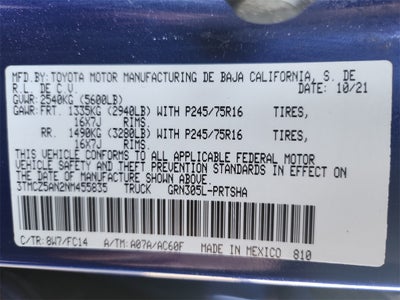 MFD.BY:TOYOTA MOTOR MANUFACTURING DE BAJA CALIFORNIA, S. DE
R.L. DE C.V. DATE: 10/21
GVWR:2540KG (5600LB)
GAWR:FRT. 1335KG (2940LB) WITH P245/75R16 TIRES,
16X7J RIMS.
RR. 1490KG (3280LB) WITH P245/75R16 TIRES,
16X7J RIMS.
THIS VEHICLE CONFORMS TO ALL APPLICABLE FEDERAL MOTOR
VEHICLE SAFETY AND THEFT PREVENTION STANDARDS IN EFFECT ON
THE DATE OF MANUFACTURE SHOWN ABOVE.
3TMCZ5AN2NM455835 TRUCK GRN305L-PRTSHA
C/TR: 8W7/FC14 A/TM: A07A/AC60F MADE IN MEXICO 810